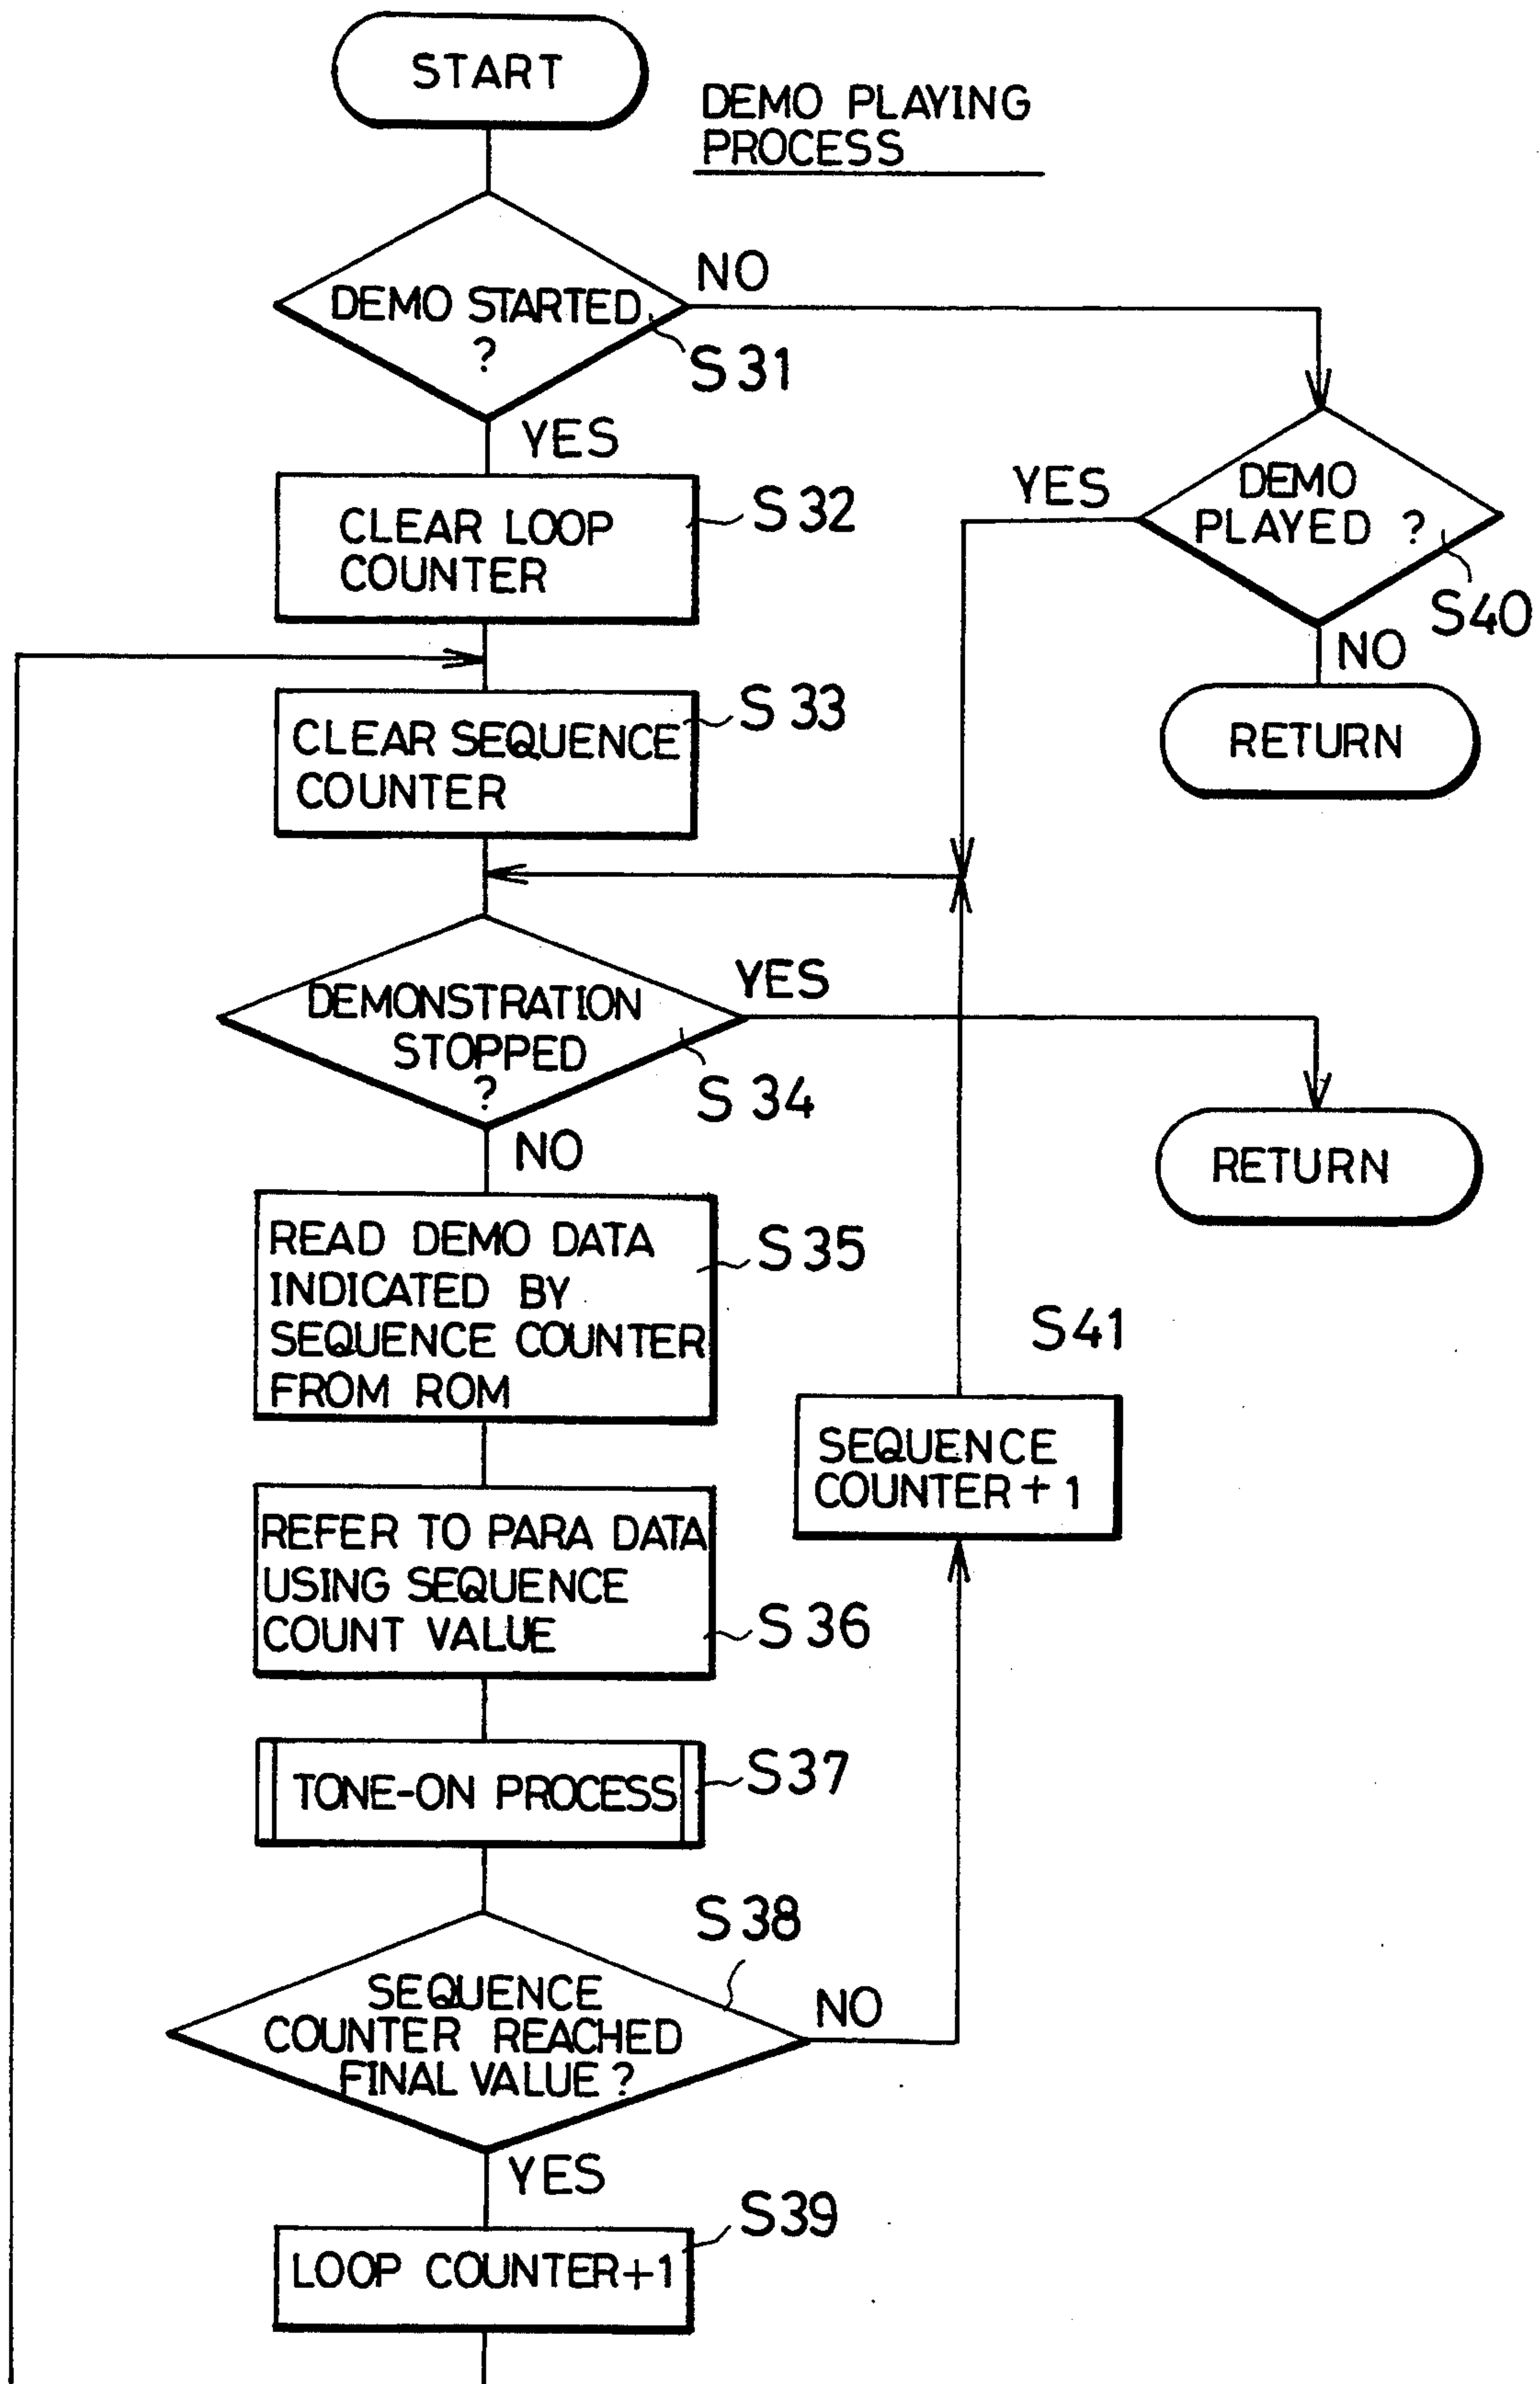 START
DEMO PLAYING
PROCESS
NO
DEMO STARTED
?
S31
YES
CLEAR LOOP
COUNTER
S32
YES
DEMO
PLAYED ?
S40
NO
RETURN
CLEAR SEQUENCE
COUNTER
S33
DEMONSTRATION
STOPPED
?
YES
S34
NO
RETURN
READ DEMO DATA
INDICATED BY
SEQUENCE COUNTER
FROM ROM
S35
S41
SEQUENCE
COUNTER+1
REFER TO PARA DATA
USING SEQUENCE
COUNT VALUE
S36
TONE-ON PROCESS
S37
S38
SEQUENCE
COUNTER REACHED
FINAL VALUE?
NO
YES
S39
LOOP COUNTER+1